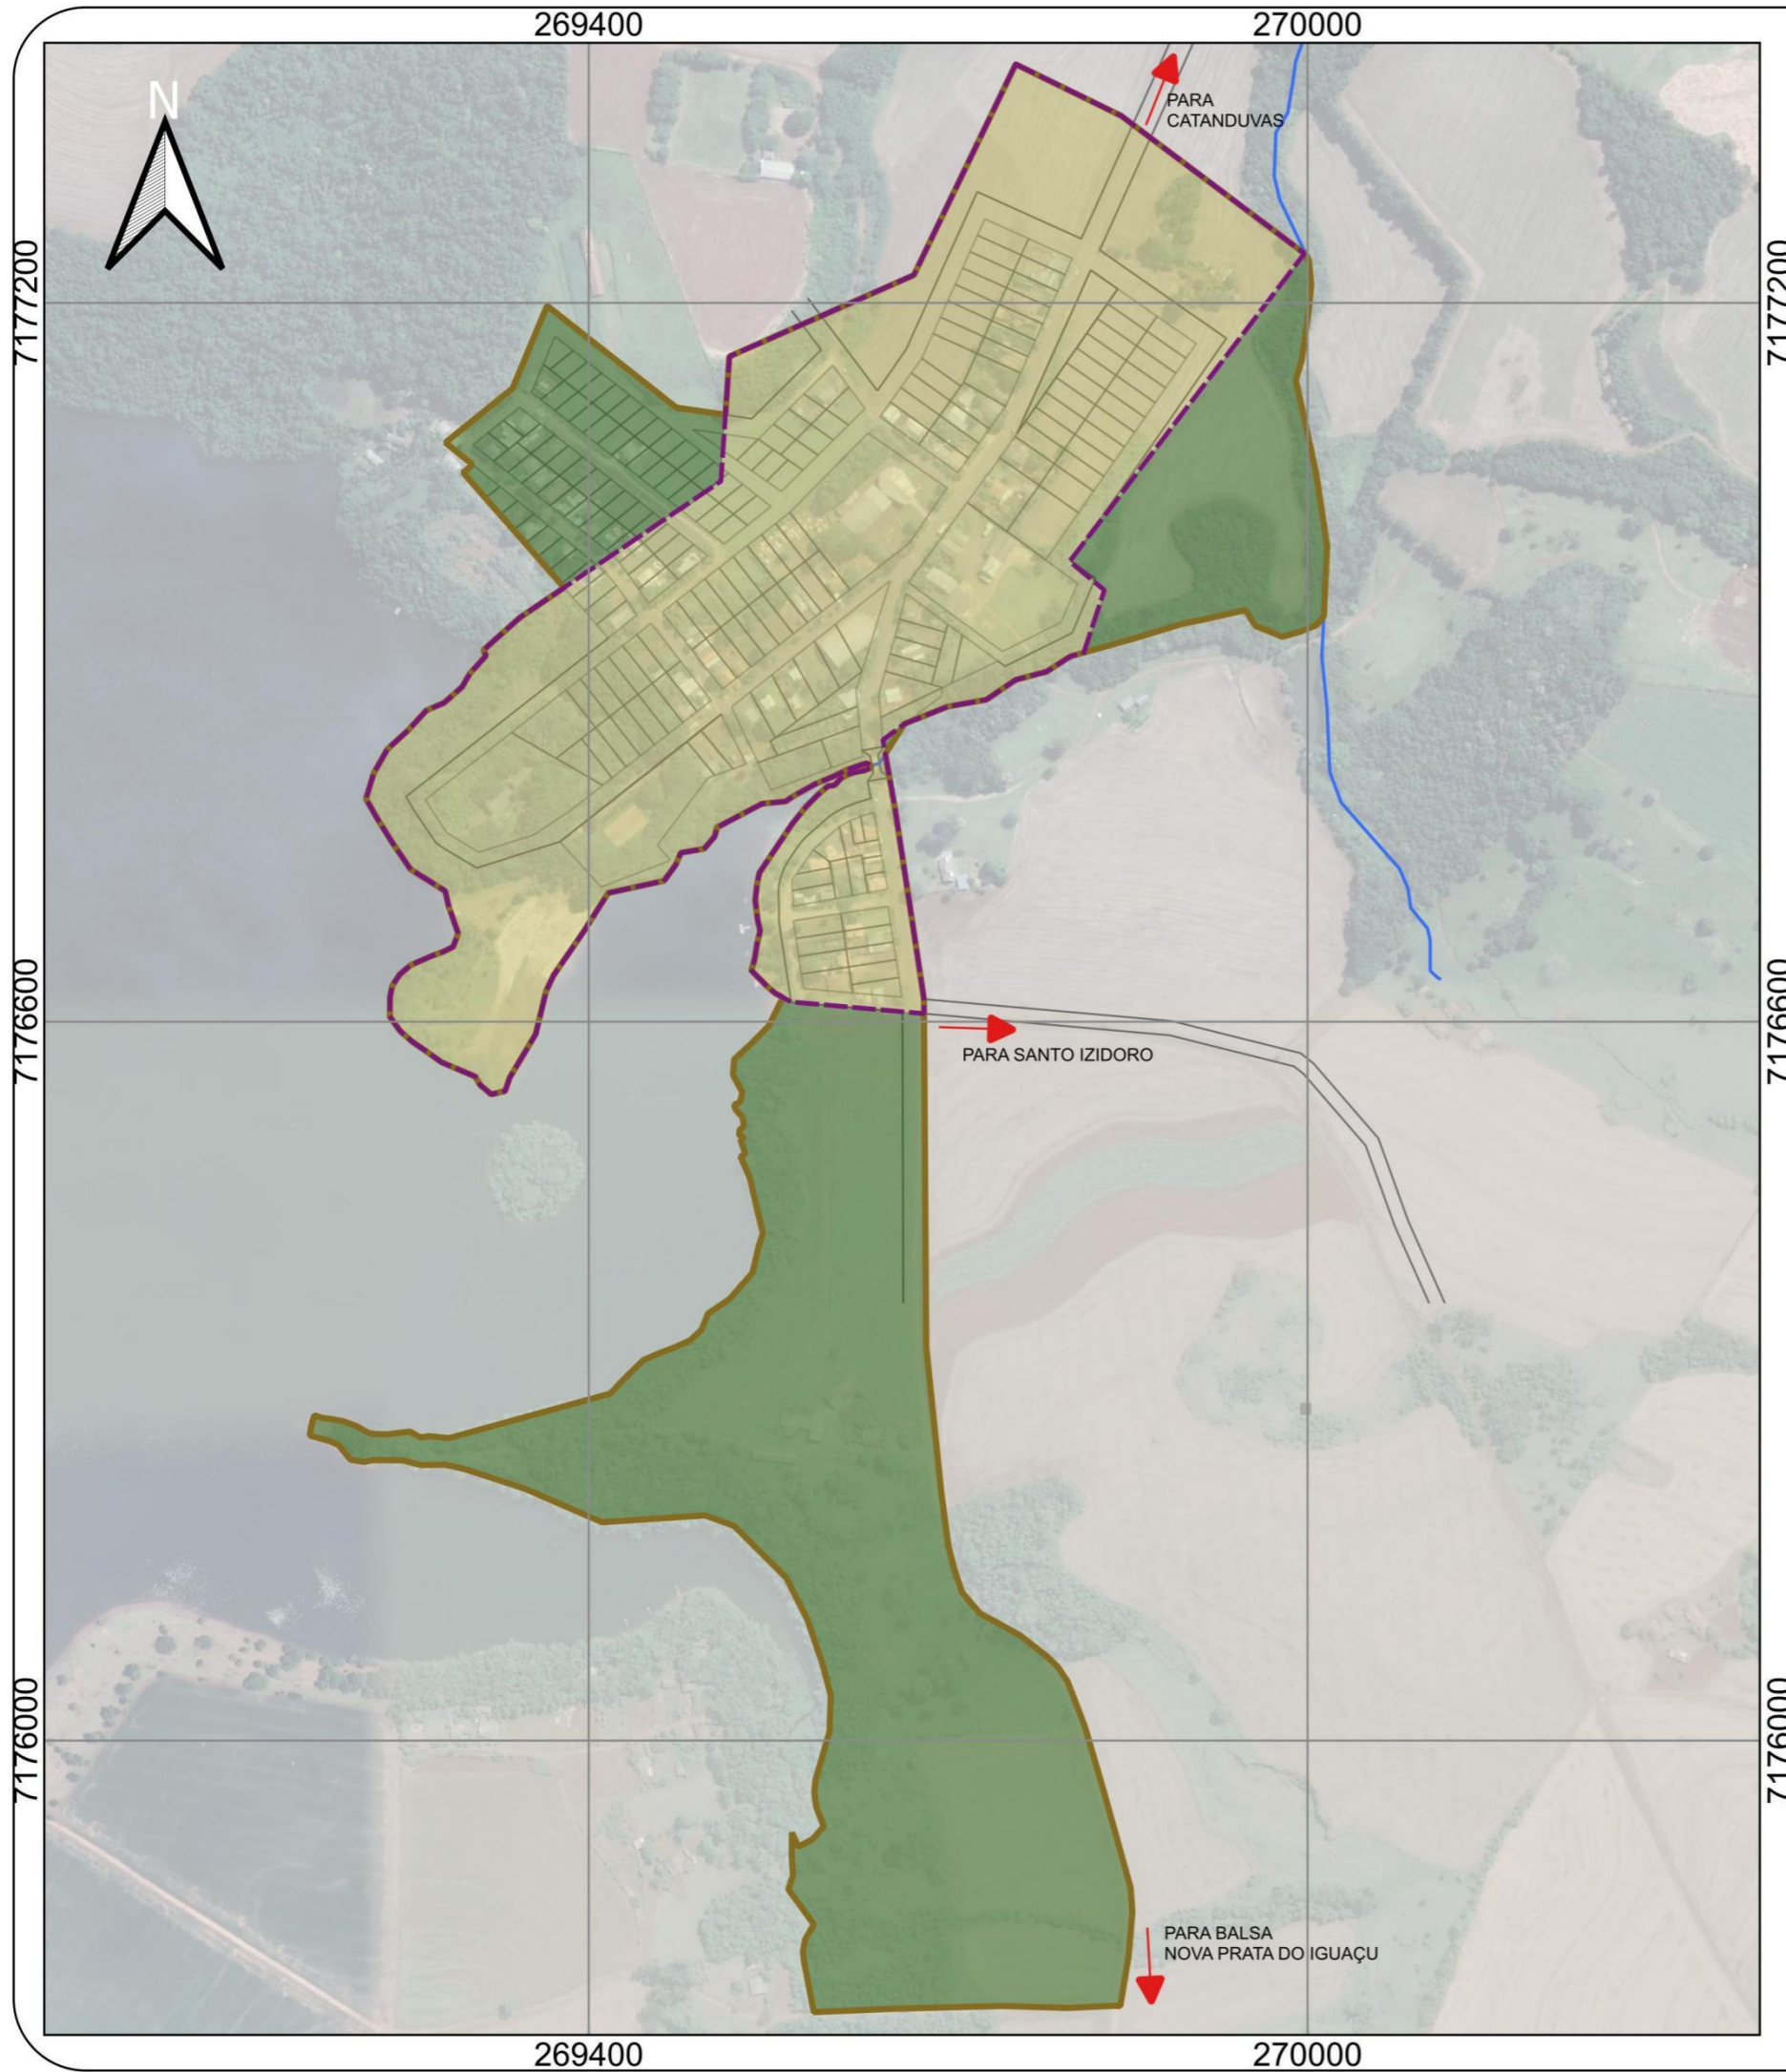 269400
270000
N
PARA
CATANDUVAS
7177200
7177200
7176600
7176600
PARA SANTO IZIDORO
7176000
7176000
PARA BALSA
NOVA PRATA DO IGUAÇU
269400
270000